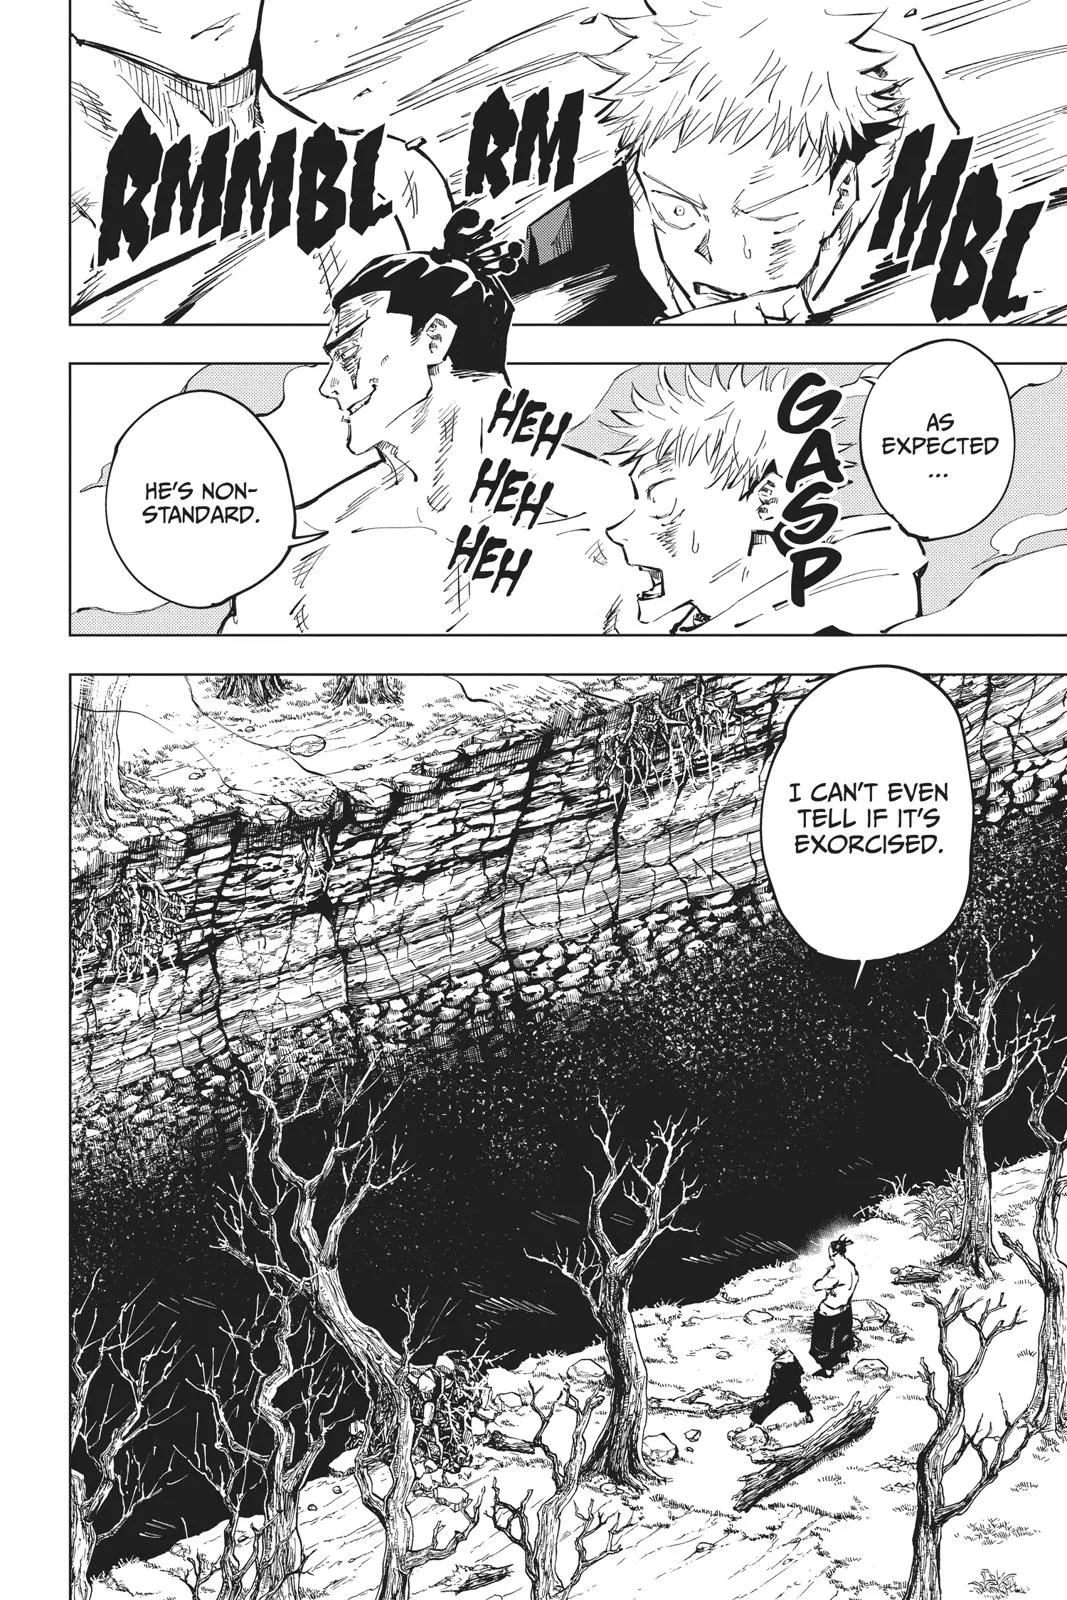 RMMBL
RM
MBL
HE'S NON-
STANDARD.
HEH
HEH
HEH
GASP
AS
EXPECTED
...
I CAN'T EVEN
TELL IF IT'S
EXORCISED.